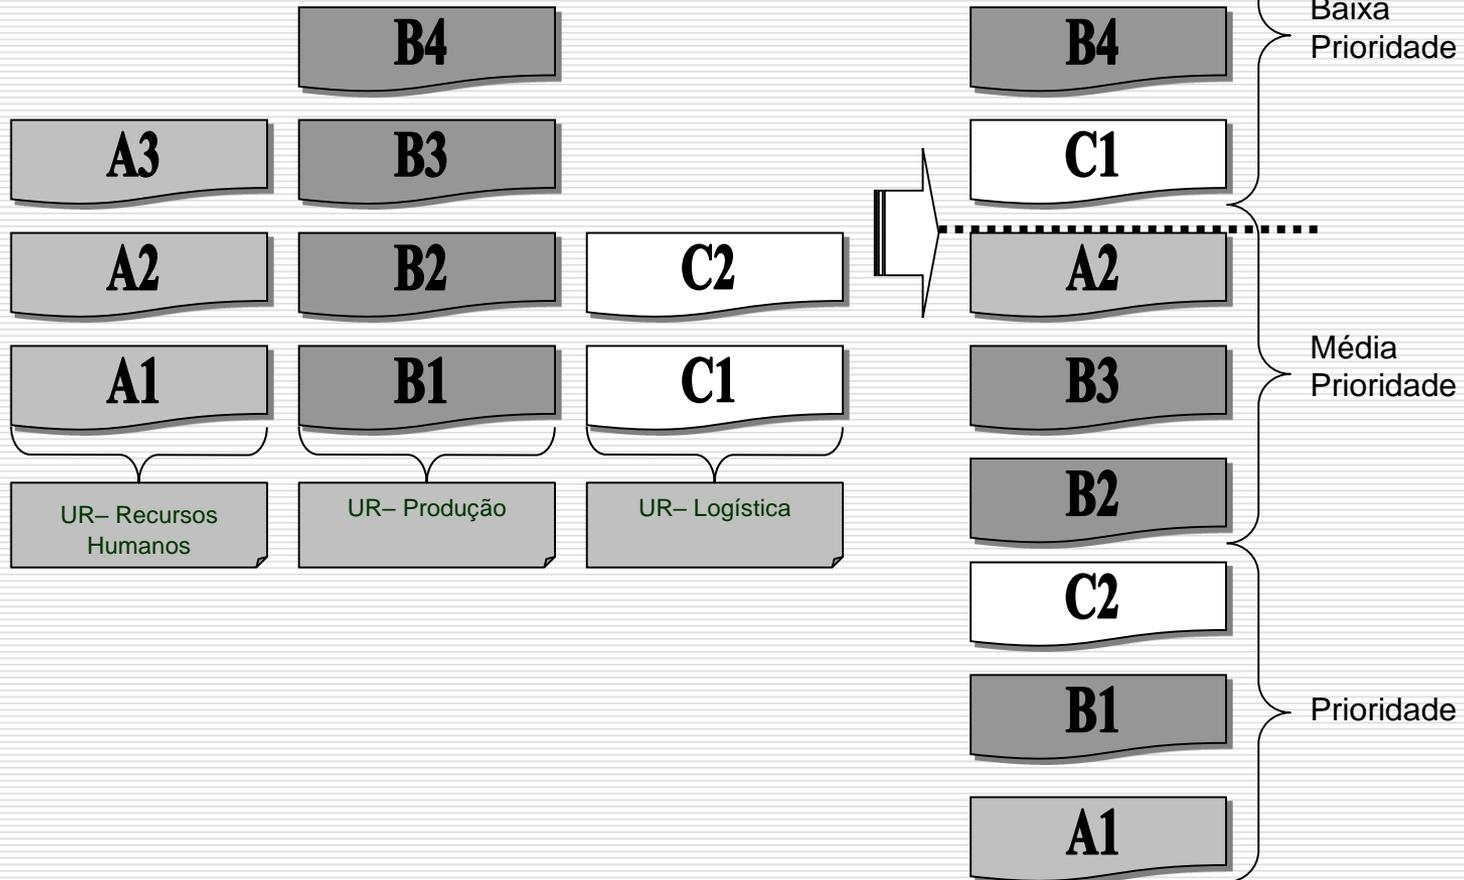 B4
A3
B3
A2
B2
C2
A1
B1
C1
UR– Recursos
Humanos
UR– Produção
UR– Logística
B4
C1
A2
B3
B2
C2
B1
A1
Baixa
Prioridade
Média
Prioridade
Prioridade